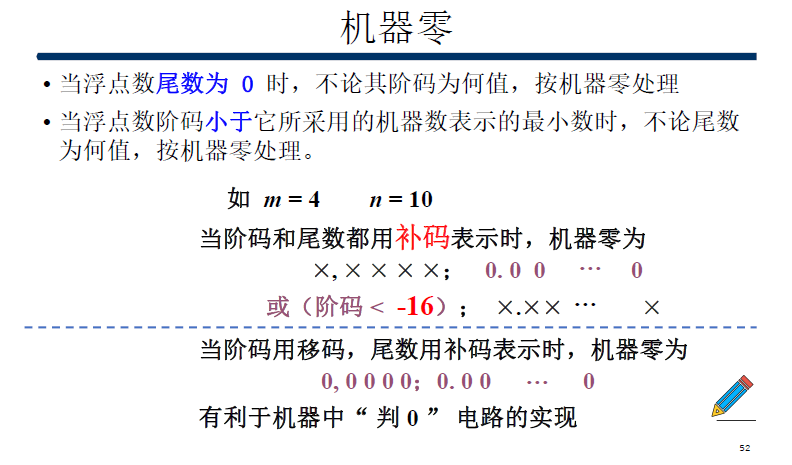 机器零
• 当浮点数尾数为 0 时，不论其阶码为何值，按机器零处理
• 当浮点数阶码小于它所采用的机器数表示的最小数时，不论尾数
为何值，按机器零处理。
如 m = 4 n = 10
当阶码和尾数都用补码表示时，机器零为
×, × × × ×； 0. 0 0 … 0
或（阶码 < -16）； ×.×× … ×
当阶码用移码，尾数用补码表示时，机器零为
0, 0 0 0 0；0. 0 0 … 0
有利于机器中“ 判 0 ” 电路的实现
52